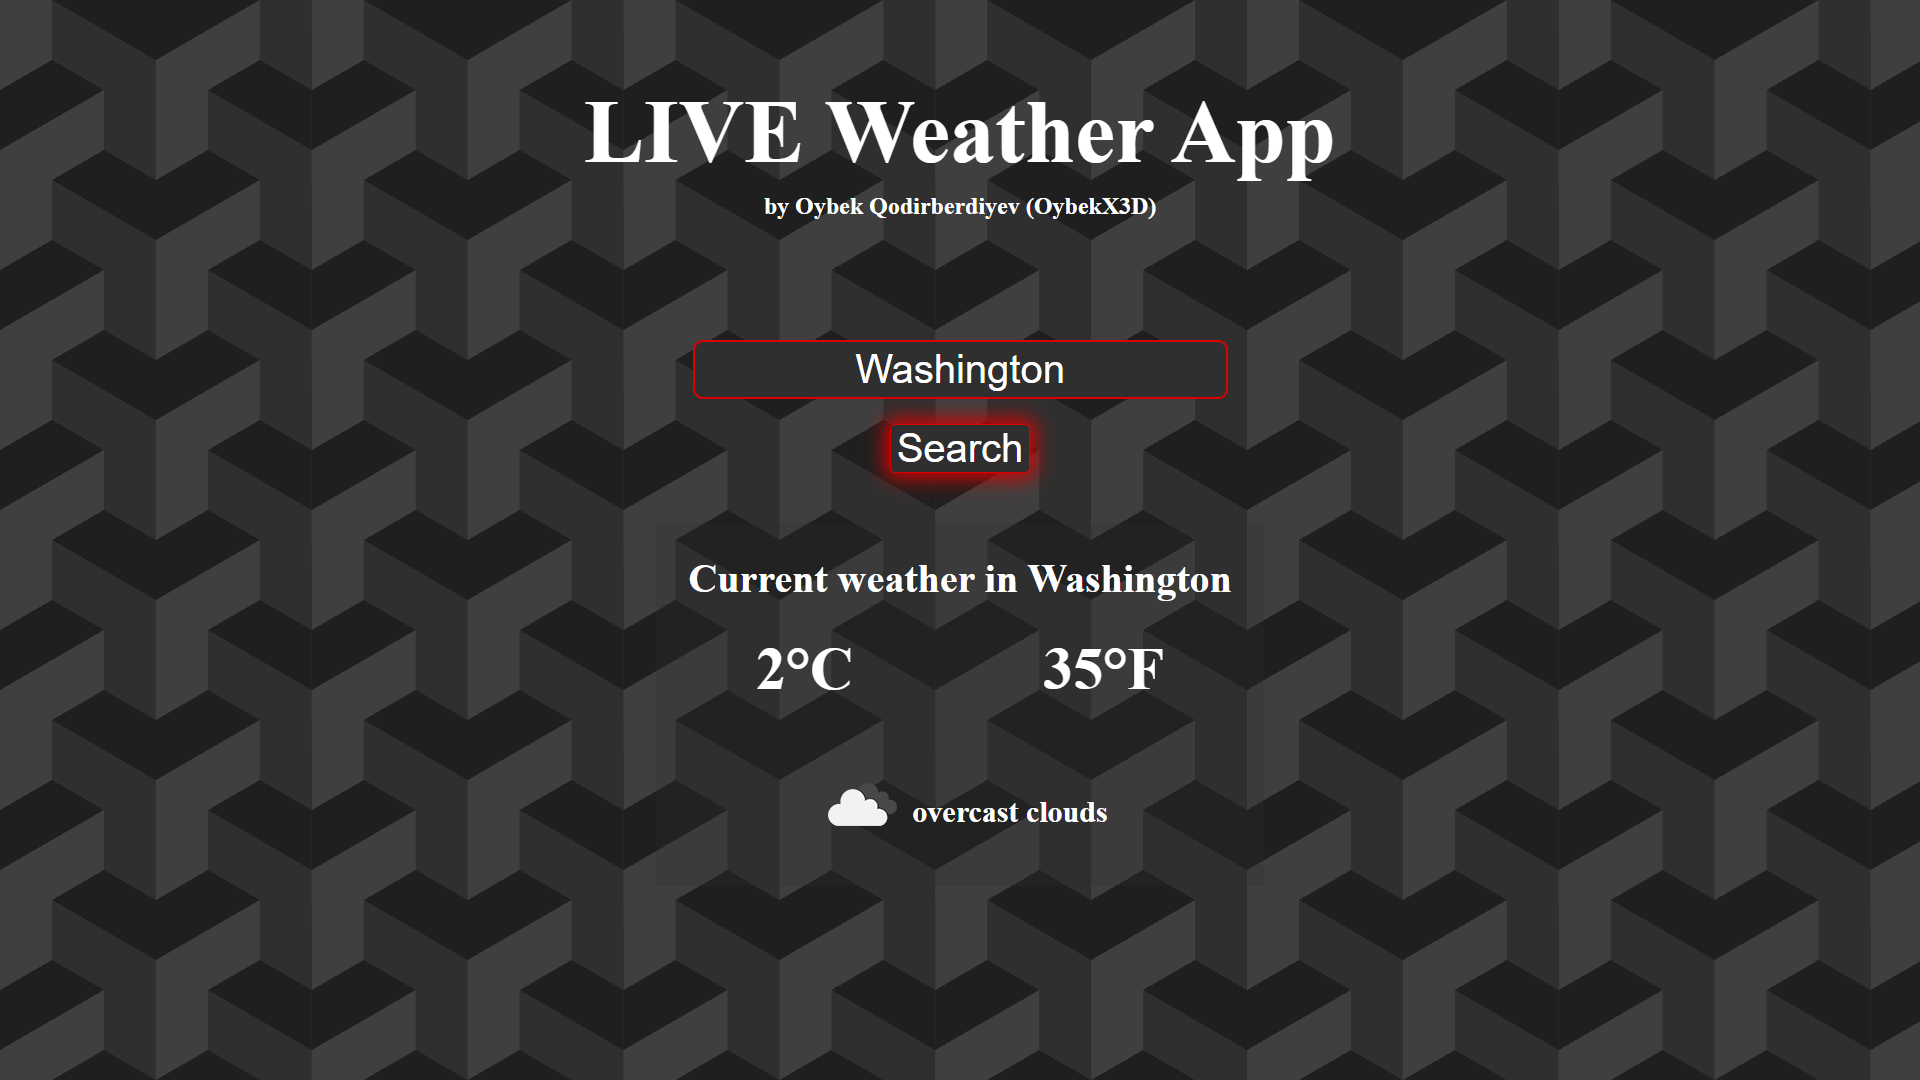 LIVE Weather App
by Oybek Qodirberdiyev (OybekX3D)
Washington
Search
Current weather in Washington
2°C 35°F
overcast clouds